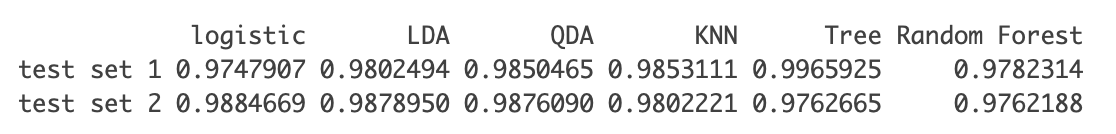 logistic LDA QDA KNN Tree Random Forest
test set 1 0.9747907 0.9802494 0.9850465 0.9853111 0.9965925 0.9782314
test set 2 0.9884669 0.9878950 0.9876090 0.9802221 0.9762665 0.9762188